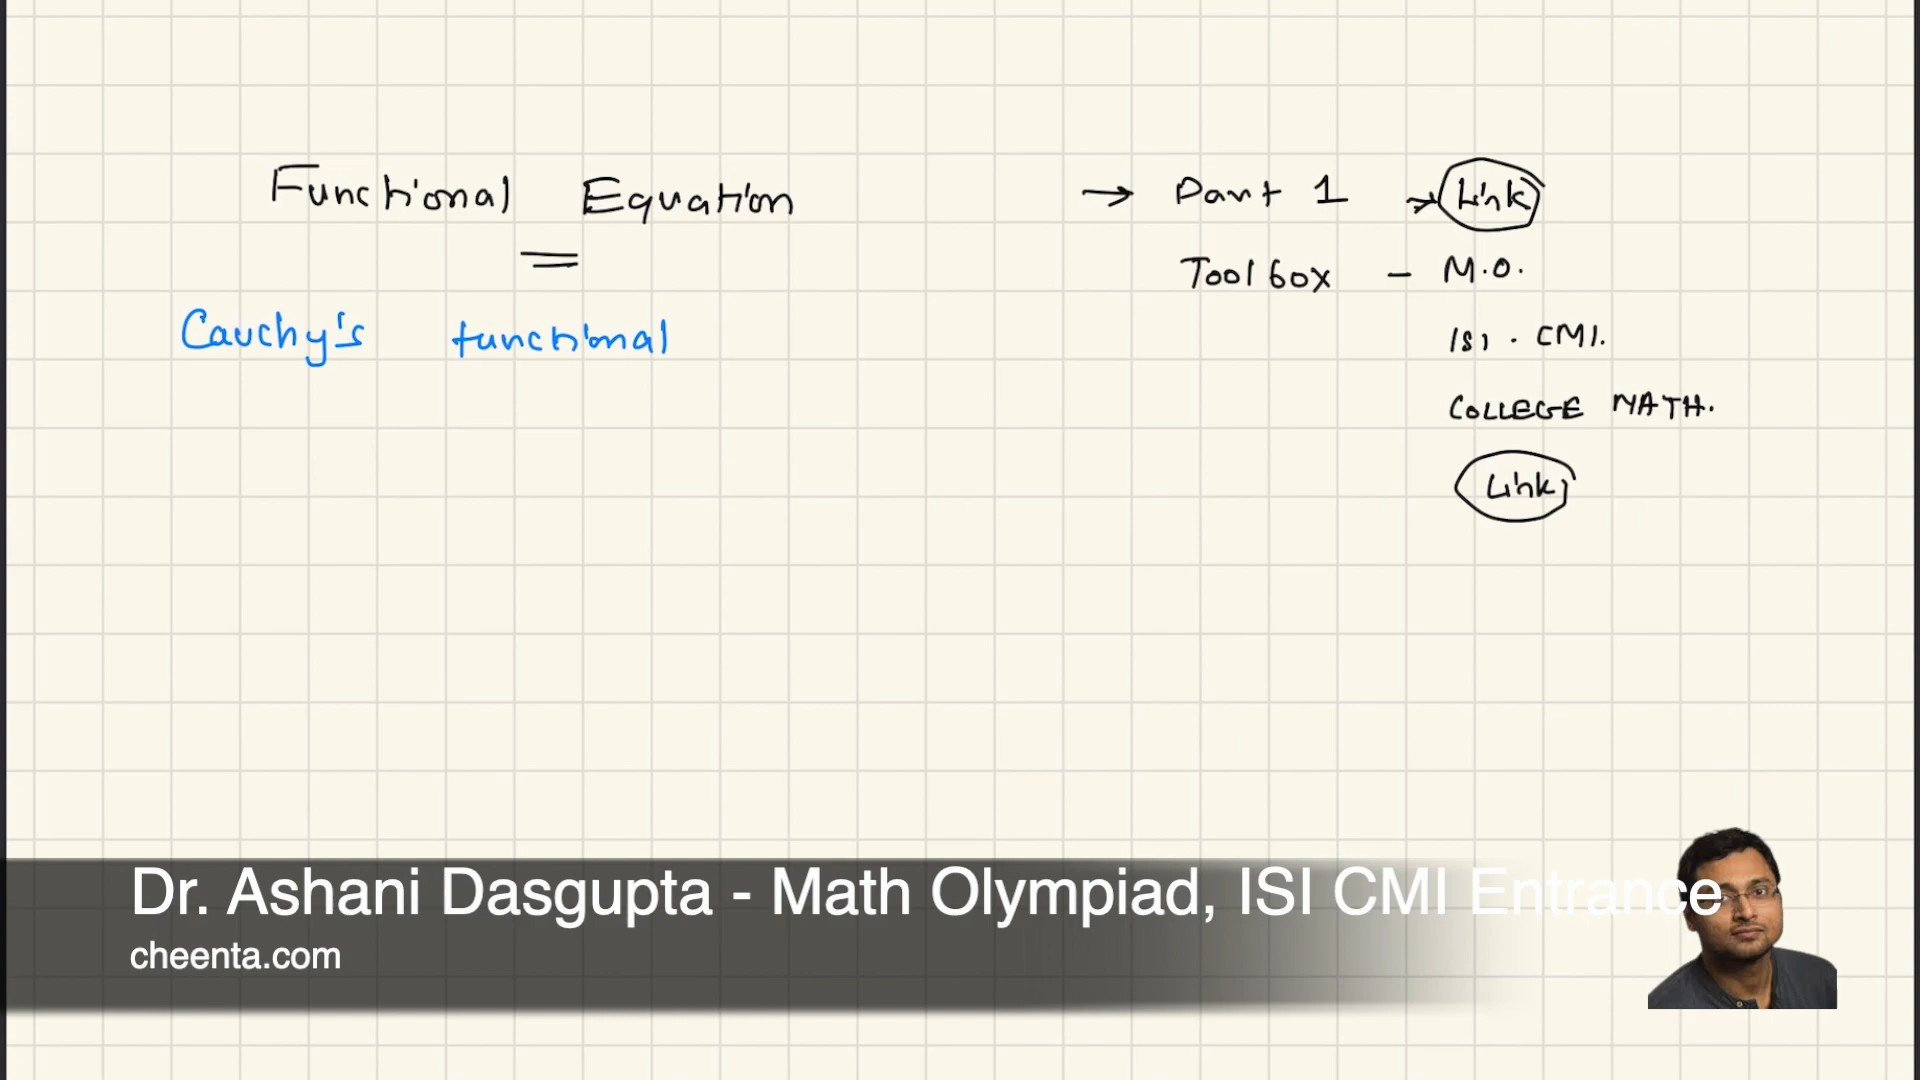 Functional Equation
Cauchy's functional
→ Part 1 → Link
Toolbox - M.O.
ISI . CMI.
COLLEGE MATH.
Link
Dr. Ashani Dasgupta - Math Olympiad, ISI CMI Entrance
cheenta.com